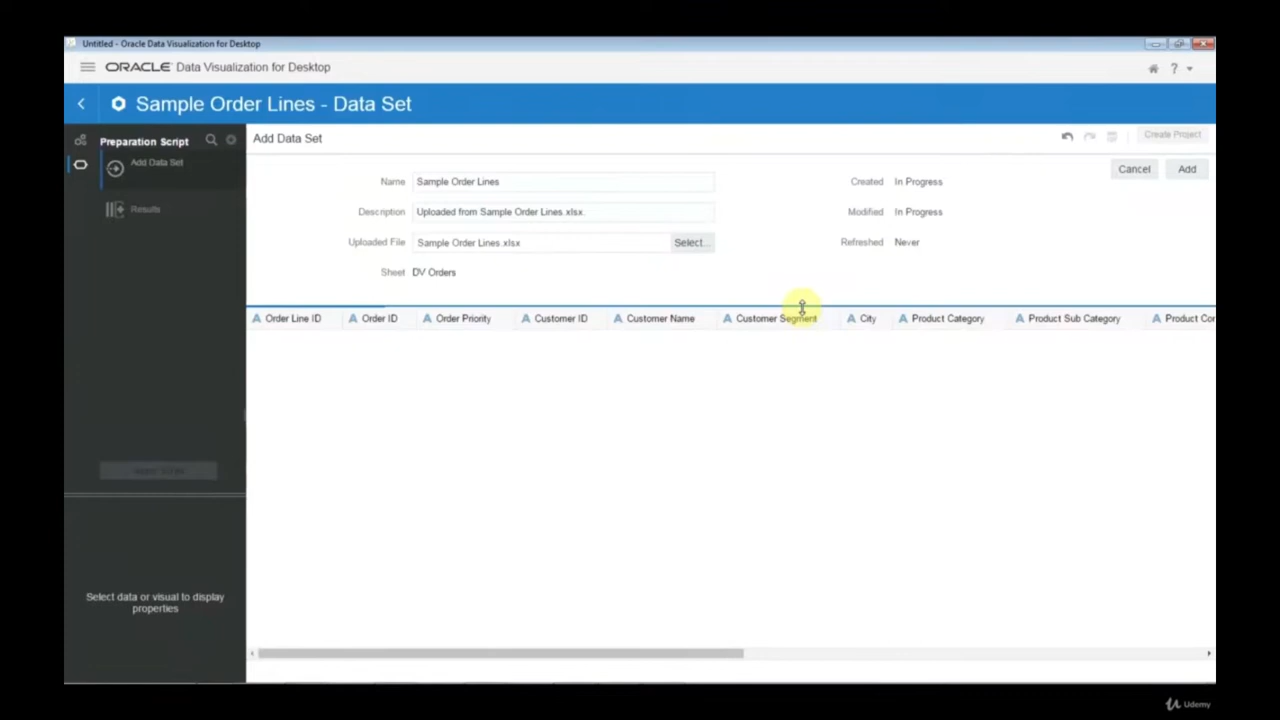 Untitled - Oracle Data Visualization for Desktop
ORACLE Data Visualization for Desktop
?
Sample Order Lines - Data Set
Preparation Script
Add Data Set
Create Project
Add Data Set
Cancel
Add
Name
Sample Order Lines
Created
In Progress
Results
Description
Uploaded from Sample Order Lines.xlsx.
Modified
In Progress
Uploaded File
Sample Order Lines.xlsx
Select...
Refreshed
Never
Sheet
DV Orders
A Order Line ID
A Order ID
A Order Priority
A Customer ID
A Customer Name
A Customer Segment
A City
A Product Category
A Product Sub Category
A Product Cor
Select data or visual to display
properties
Udemy